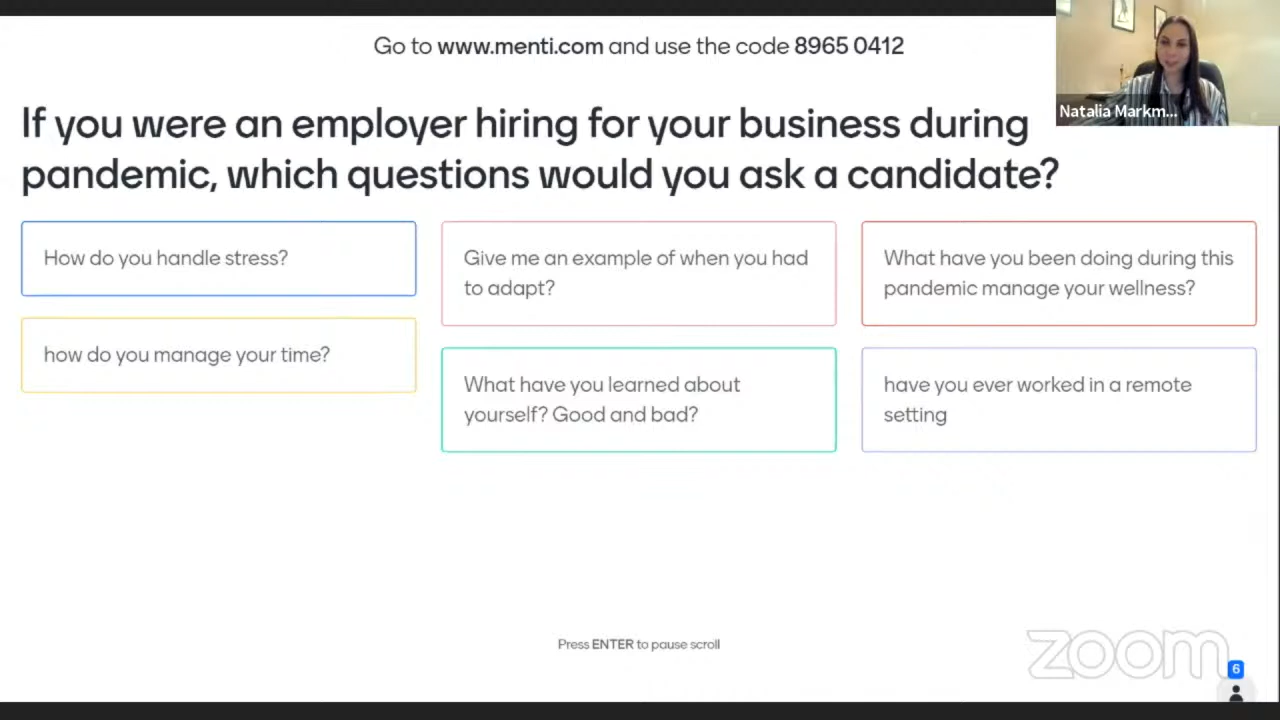 Go to www.menti.com and use the code 8965 0412
If you were an employer hiring for your business during
pandemic, which questions would you ask a candidate?
Natalia Markm...
How do you handle stress?
how do you manage your time?
Give me an example of when you had
to adapt?
What have you learned about
yourself? Good and bad?
What have you been doing during this
pandemic manage your wellness?
have you ever worked in a remote
setting
Press ENTER to pause scroll
zoom
6